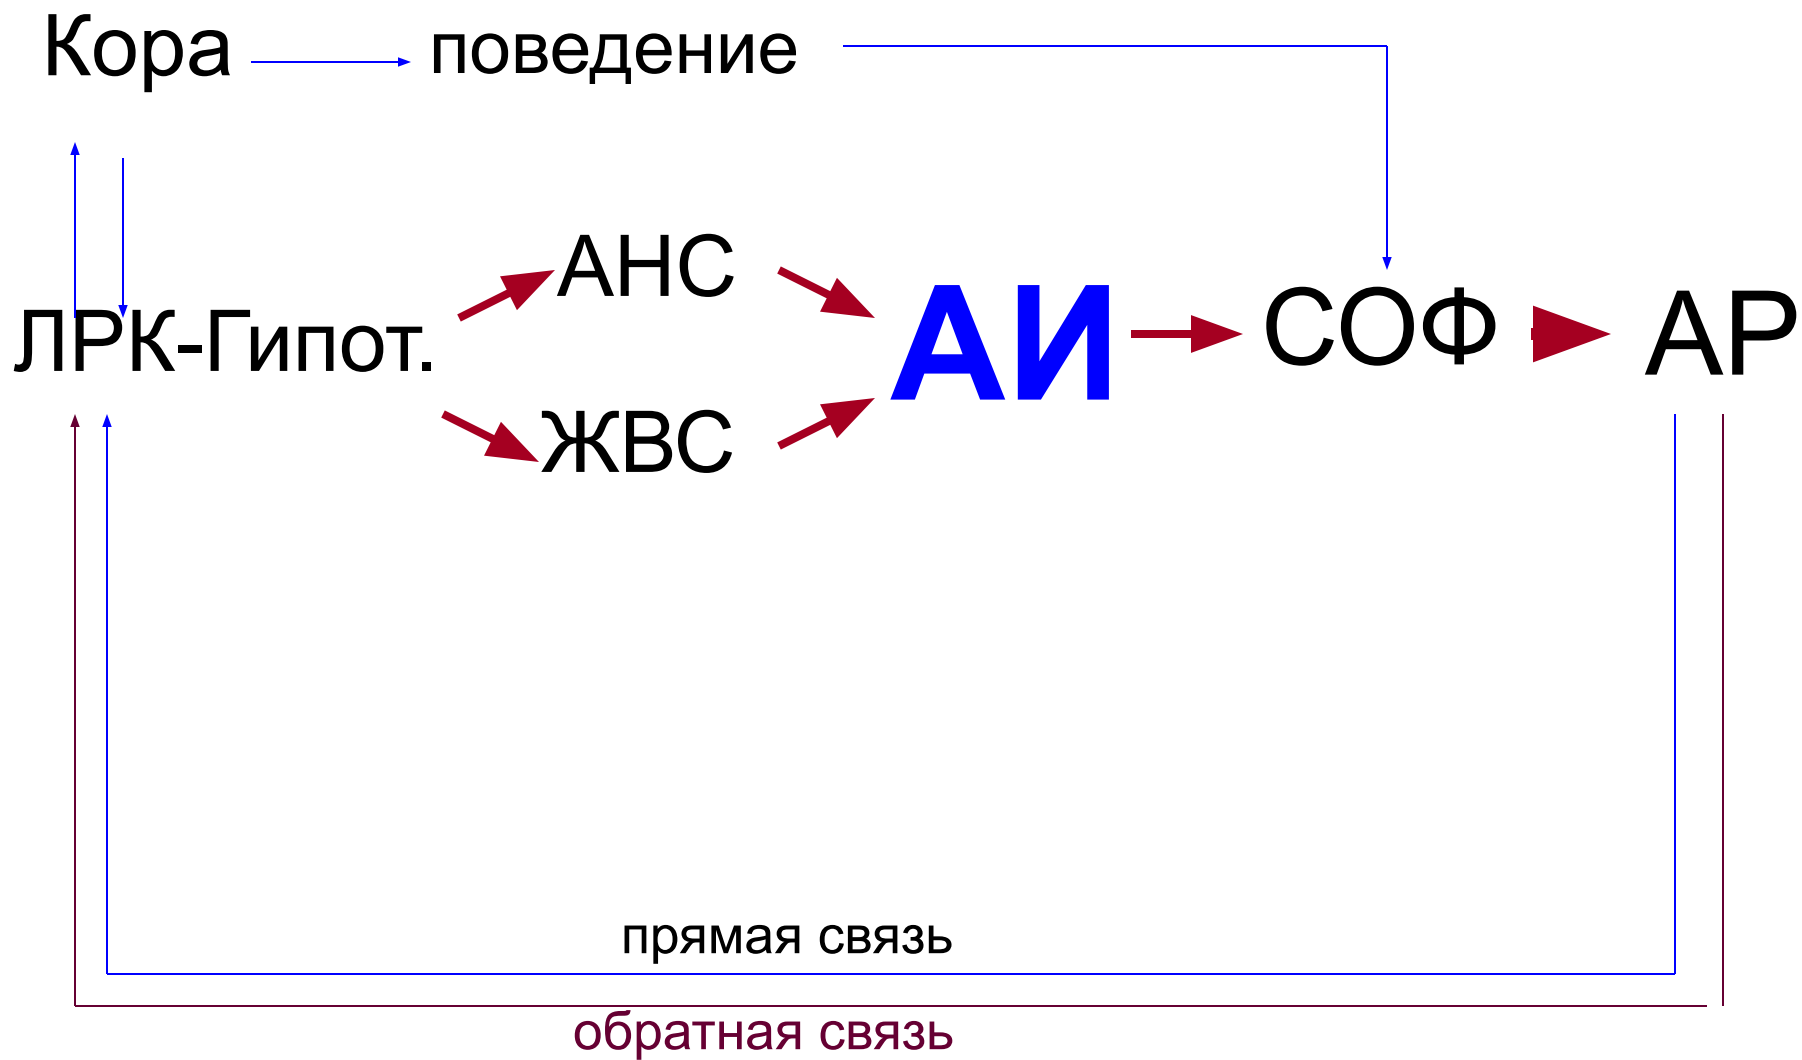 Кора
поведение
АНС
ЛРК-Гипот.
АИ
СОФ
АР
ЖВС
прямая связь
обратная связь